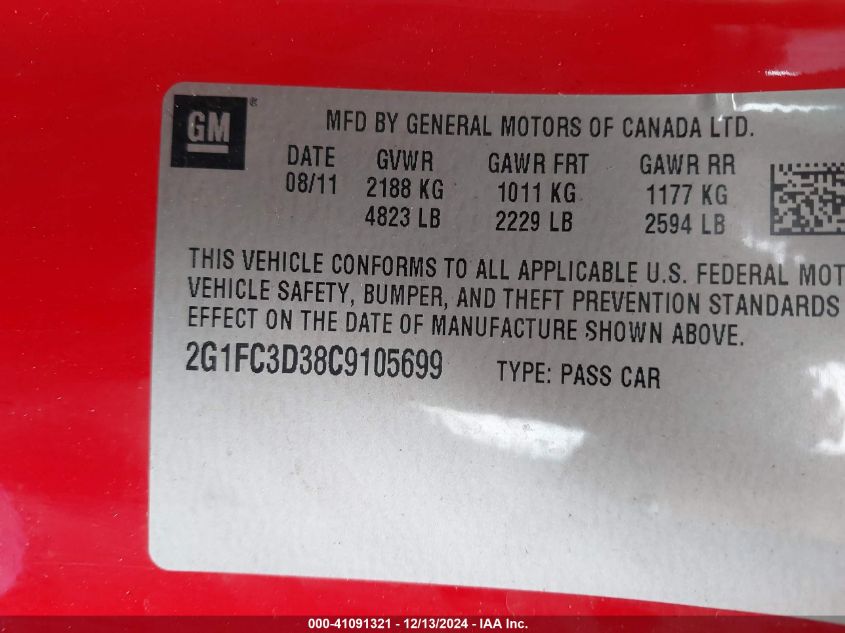 GM®
MFD BY GENERAL MOTORS OF CANADA LTD.
DATE GVWR GAWR FRT GAWR RR
08/11 2188 KG 1011 KG 1177 KG
4823 LB 2229 LB 2594 LB
THIS VEHICLE CONFORMS TO ALL APPLICABLE U.S. FEDERAL MOT
VEHICLE SAFETY, BUMPER, AND THEFT PREVENTION STANDARDS
EFFECT ON THE DATE OF MANUFACTURE SHOWN ABOVE.
2G1FC3D38C9105699 TYPE: PASS CAR
000-41091321 - 12/13/2024 - IAA Inc.